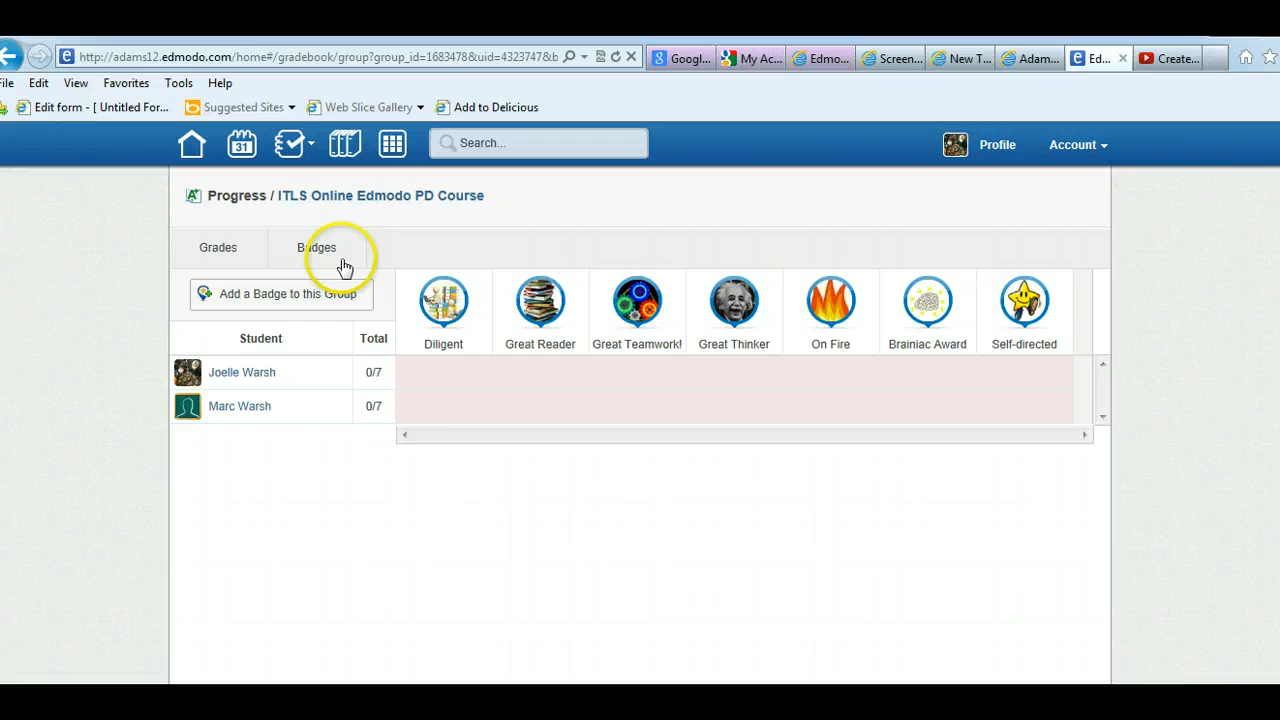 http://adams12.edmodo.com/home#/gradebook/group?group_id=1683478&uid=4323747&b
Googl...
My Ac...
Edmo...
Screen...
New T...
Adam...
Ed...
Create...
Edit View Favorites Tools Help
Edit form - [ Untitled For...
Suggested Sites
Web Slice Gallery
Add to Delicious
31
Search...
Profile
Account
A+
Progress / ITLS Online Edmodo PD Course
Grades
Badges
Add a Badge to this Group
Diligent
Great Reader
Great Teamwork!
Great Thinker
On Fire
Brainiac Award
Self-directed
Student Total
Joelle Warsh 0/7
Marc Warsh 0/7